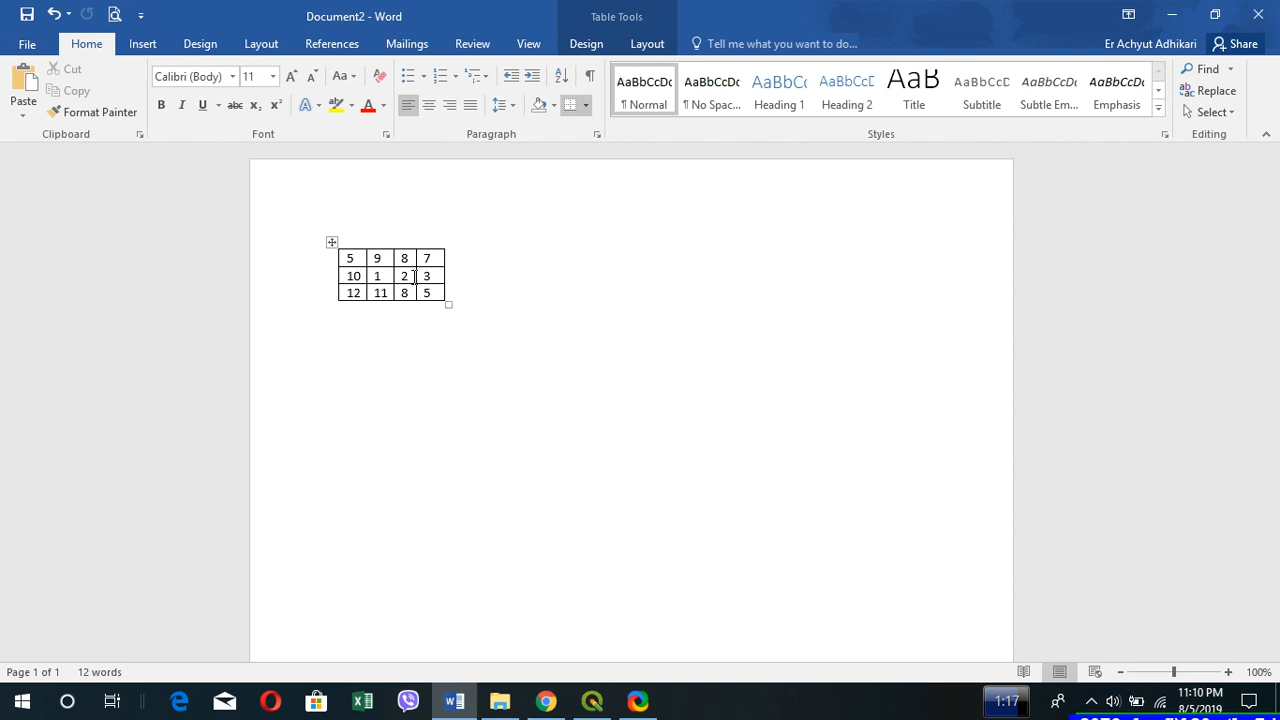 Document2 - Word
Table Tools
File
Home
Insert
Design
Layout
References
Mailings
Review
View
Design
Layout
Tell me what you want to do...
Er Achyut Adhikari
Share
Paste
Cut
Copy
Format Painter
Clipboard
Calibri (Body)
11
Font
Paragraph
AaBbCcDc
¶ Normal
AaBbCcDc
¶ No Spac...
AaBbCc
Heading 1
AaBbCcD
Heading 2
AaB
Title
AaBbCcD
Subtitle
AaBbCcDc
Subtle Em...
AaBbCcDc
Emphasis
Styles
Find
Replace
Select
Editing
5 9 8 7
10 1 2 3
12 11 8 5
Page 1 of 1
12 words
100%
1:17
11:10 PM
8/5/2019